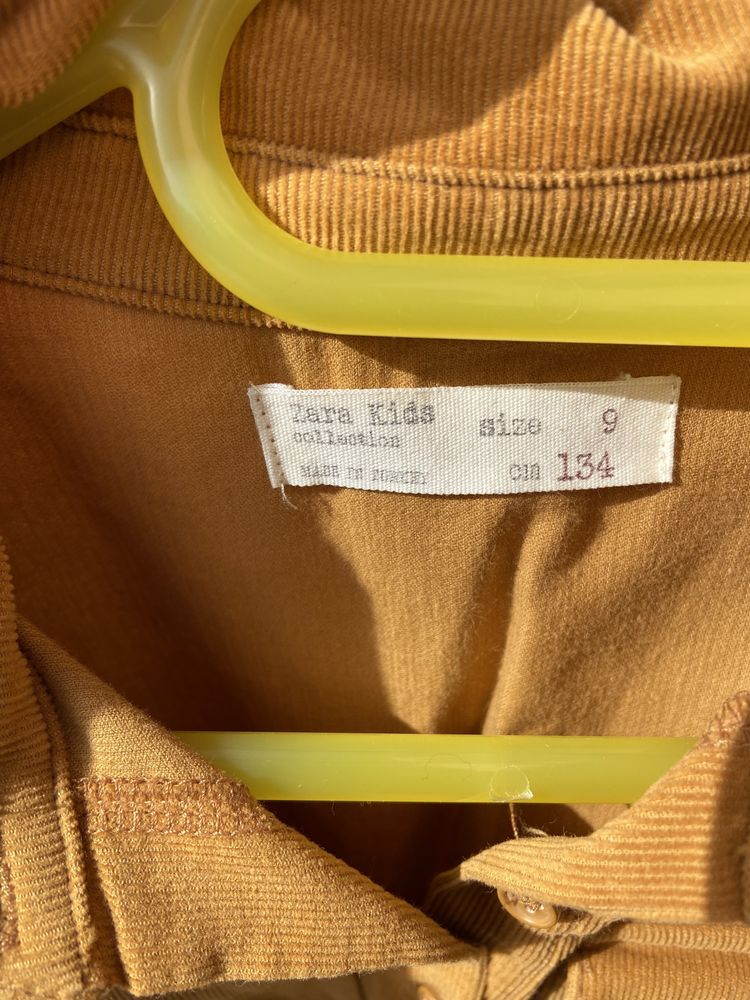 Zara Kids size 9
collection
MADE IN TURKEY cm 134